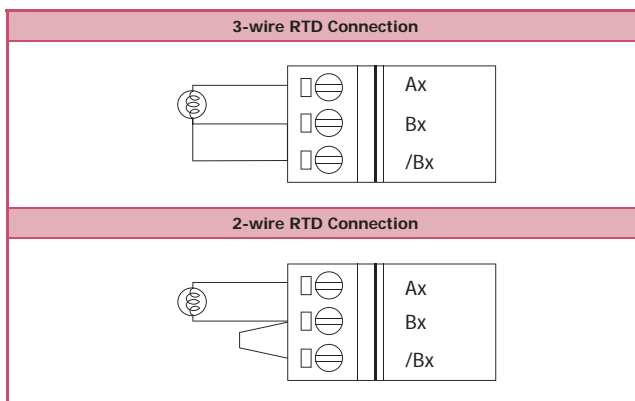 3-wire RTD Connection
Ax
Bx
/Bx
2-wire RTD Connection
Ax
Bx
/Bx